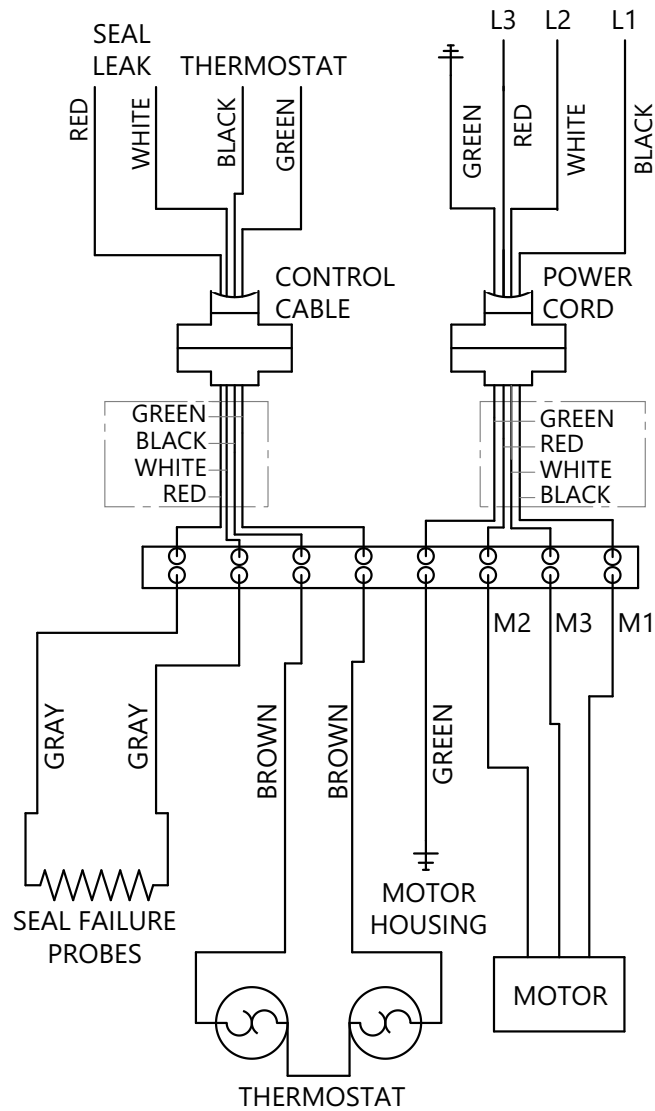 SEAL
LEAK
THERMOSTAT
RED
WHITE
BLACK
GREEN
L3
L2
L1
GREEN
RED
WHITE
BLACK
CONTROL
CABLE
POWER
CORD
GREEN
BLACK
WHITE
RED
GREEN
RED
WHITE
BLACK
M2
M3
M1
GRAY
GRAY
BROWN
BROWN
GREEN
SEAL FAILURE
PROBES
MOTOR
HOUSING
MOTOR
THERMOSTAT